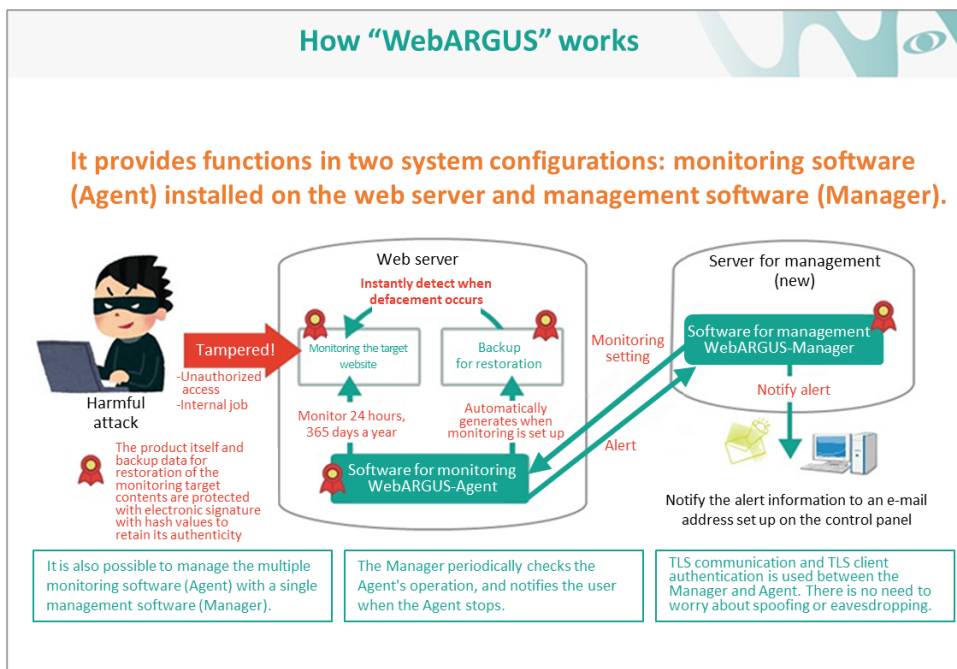 How “WebARGUS” works
It provides functions in two system configurations: monitoring software
(Agent) installed on the web server and management software (Manager).
Web server
Instantly detect when
defacement occurs
Monitoring the target
website
Backup
for restoration
Tampered!
-Unauthorized
access
-Internal job
Harmful
attack
Monitor 24 hours,
365 days a year
Automatically
generates when
monitoring is set up
Software for monitoring
WebARGUS-Agent
The product itself and
backup data for
restoration of the
monitoring target
contents are protected
with electronic signature
with hash values to
retain its authenticity
Monitoring
setting
Alert
Server for management
(new)
Software for management
WebARGUS-Manager
Notify alert
Notify the alert information to an e-mail
address set up on the control panel
It is also possible to manage the multiple
monitoring software (Agent) with a single
management software (Manager).
The Manager periodically checks the
Agent's operation, and notifies the user
when the Agent stops.
TLS communication and TLS client
authentication is used between the
Manager and Agent. There is no need to
worry about spoofing or eavesdropping.